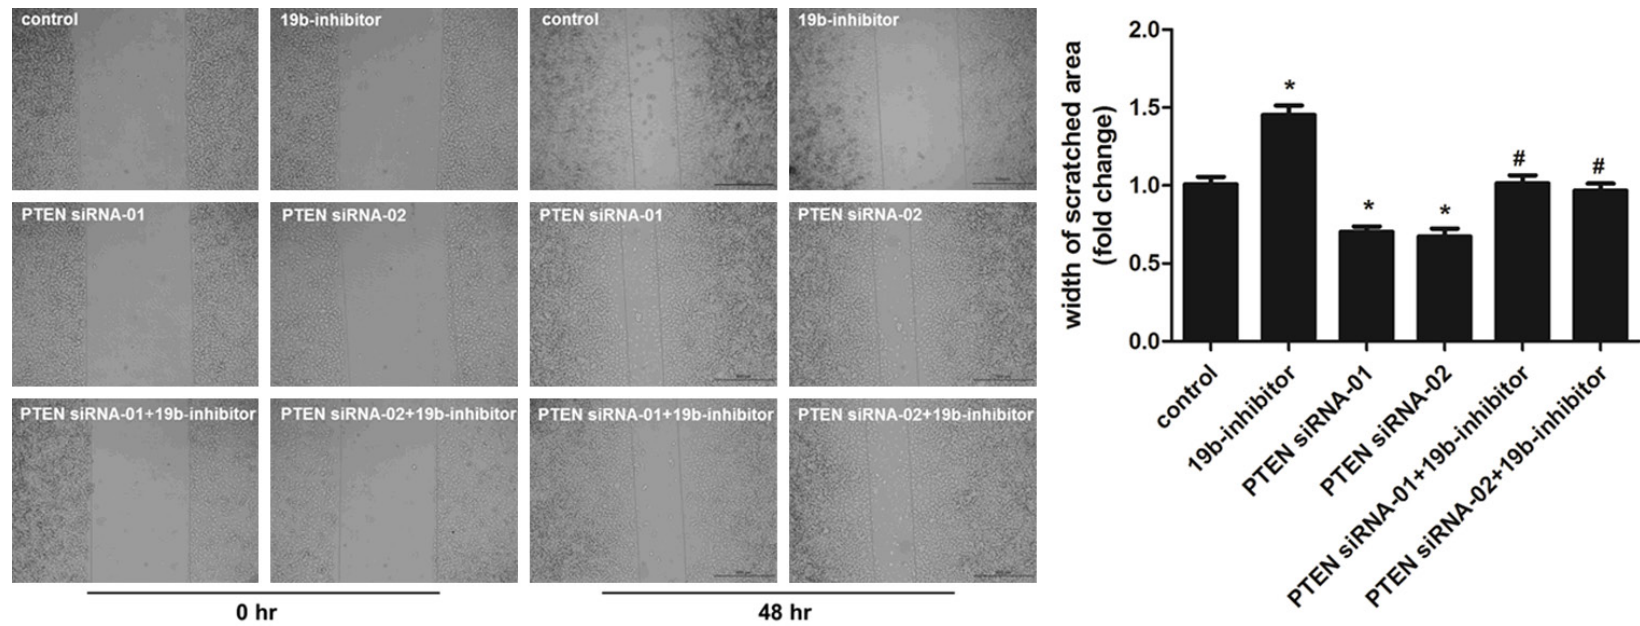 control
19b-inhibitor
control
19b-inhibitor
PTEN siRNA-01
PTEN siRNA-02
PTEN siRNA-01
PTEN siRNA-02
PTEN siRNA-01+19b-inhibitor
PTEN siRNA-02+19b-inhibitor
PTEN siRNA-01+19b-inhibitor
PTEN siRNA-02+19b-inhibitor
0 hr
48 hr
width of scratched area
(fold change)
2.0
1.5
1.0
0.5
0.0
*
*
*
#
#
control
19b-inhibitor
PTEN siRNA-01
PTEN siRNA-02
PTEN siRNA-01+19b-inhibitor
PTEN siRNA-02+19b-inhibitor